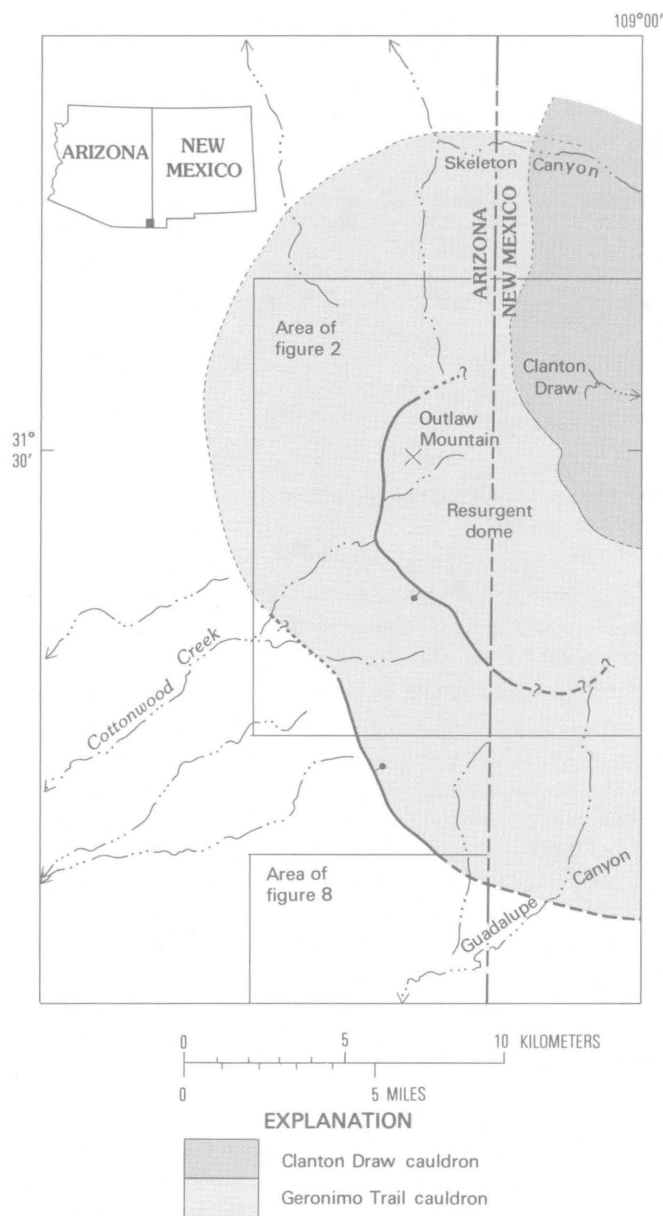 109°00′
ARIZONA
NEW
MEXICO
Skeleton Canyon
ARIZONA
NEW MEXICO
Area of
figure 2
Clanton
Draw
31°
30′
Outlaw
Mountain
Resurgent
dome
?
Cottonwood Creek
?
?
?
?
?
?
Area of
figure 8
Guadalupe Canyon
0 5 10 KILOMETERS
0 5 MILES
EXPLANATION
Clanton Draw cauldron
Geronimo Trail cauldron